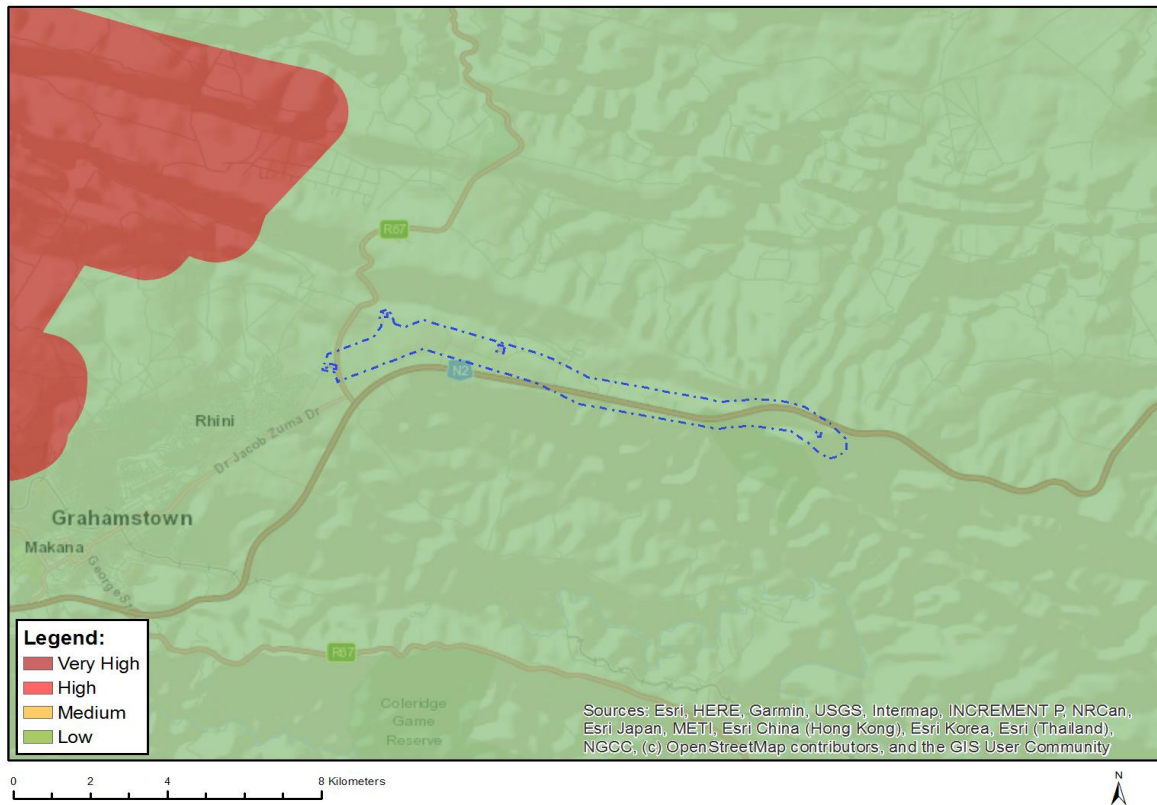 R67
N2
Rhini
Dr Jacob Zuma Dr
Grahamstown
Makana
George St
R67
Coleridge
Game
Reserve
Legend:
Very High
High
Medium
Low
Sources: Esri, HERE, Garmin, USGS, Intermap, INCREMENT P, NRCan,
Esri Japan, METI, Esri China (Hong Kong), Esri Korea, Esri (Thailand),
NGCC, (c) OpenStreetMap contributors, and the GIS User Community
0 2 4 8 Kilometers
N